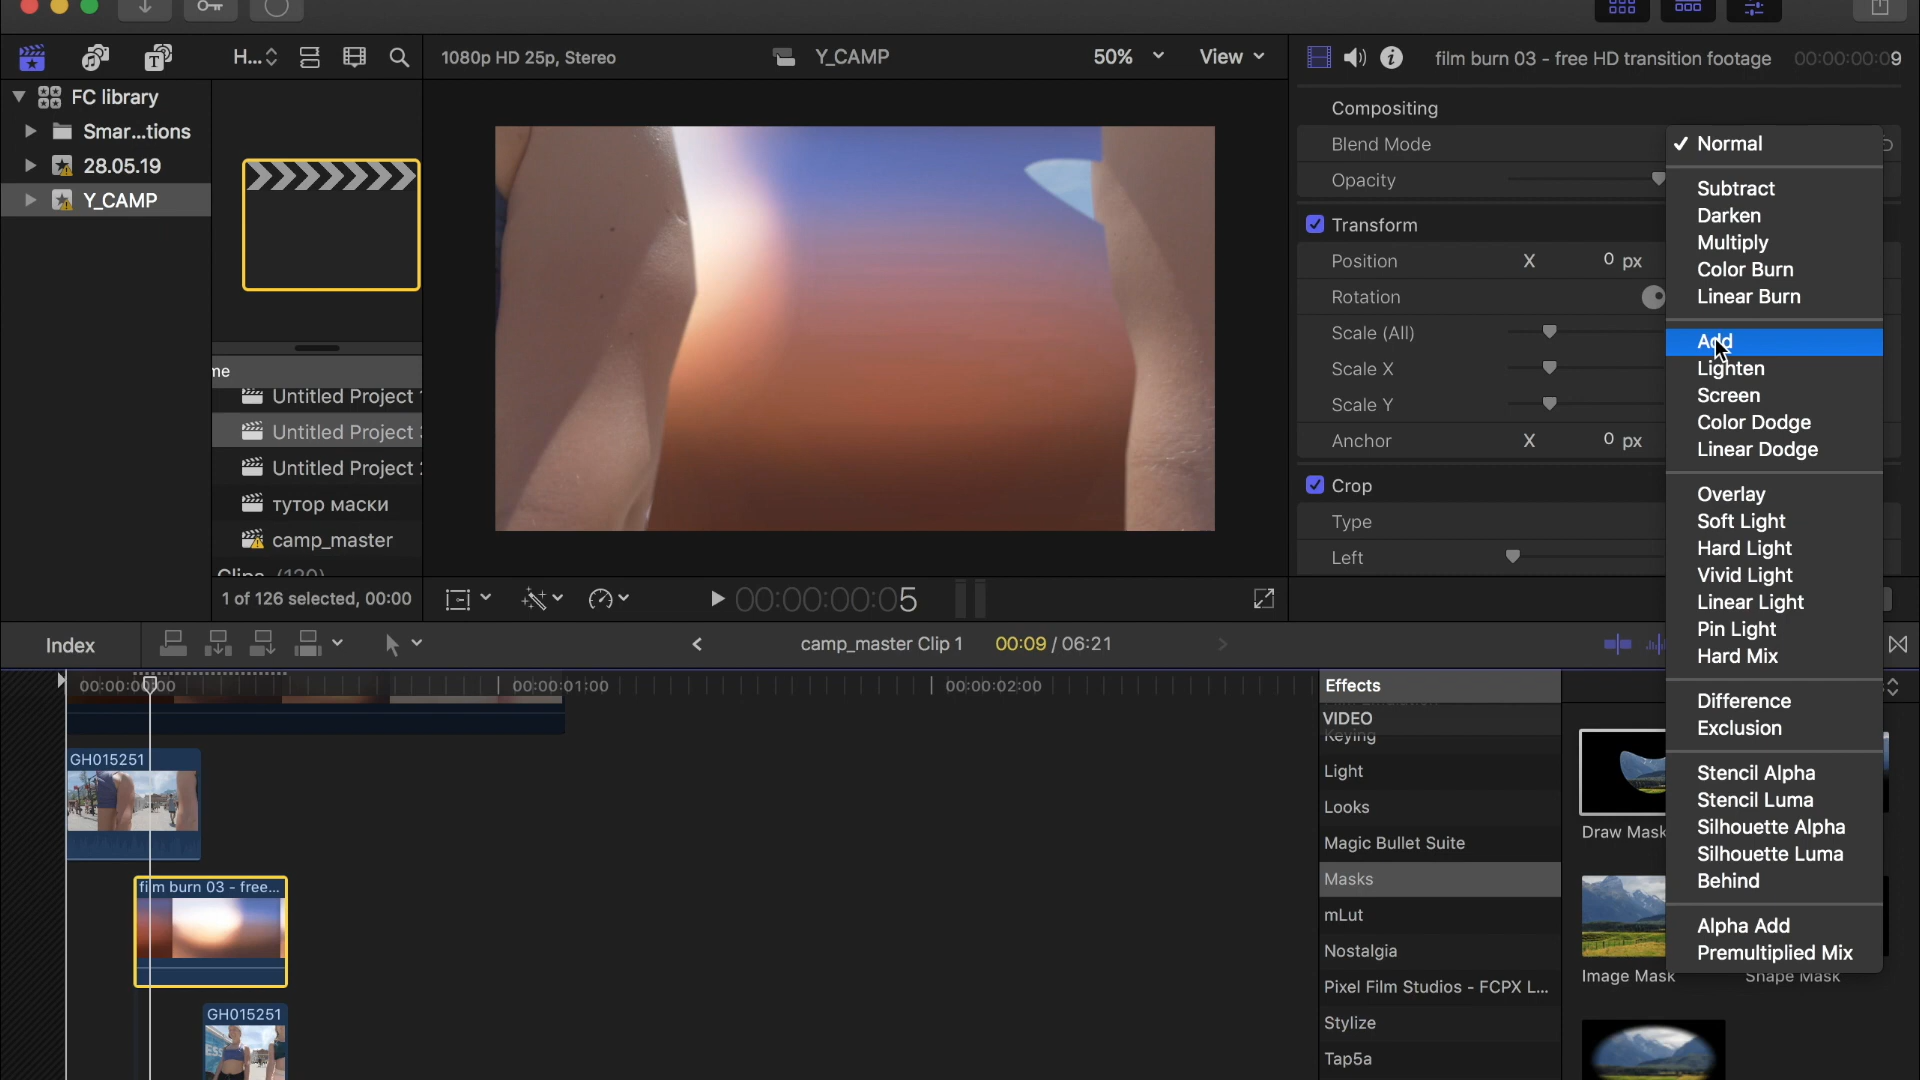 H...
1080p HD 25p, Stereo
Y_CAMP
50%
View
film burn 03 - free HD transition footage
00:00:00:09
FC library
Smar...tions
28.05.19
Y_CAMP
me
Untitled Project
Untitled Project
Untitled Project
тутор маски
camp_master
Clips (120)
1 of 126 selected, 00:00
00:00:00:05
Compositing
Blend Mode
Opacity
Transform
Position X 0 px
Rotation
Scale (All)
Scale X
Scale Y
Anchor X 0 px
Crop
Type
Left
Normal
Subtract
Darken
Multiply
Color Burn
Linear Burn
Add
Lighten
Screen
Color Dodge
Linear Dodge
Overlay
Soft Light
Hard Light
Vivid Light
Linear Light
Pin Light
Hard Mix
Difference
Exclusion
Stencil Alpha
Stencil Luma
Silhouette Alpha
Silhouette Luma
Behind
Alpha Add
Premultiplied Mix
Index
camp_master Clip 1
00:09 / 06:21
00:00:00:00
00:00:01:00
00:00:02:00
GH015251
film burn 03 - free...
GH015251
Effects
VIDEO
Keying
Light
Looks
Magic Bullet Suite
Masks
mLut
Nostalgia
Pixel Film Studios - FCPX L...
Stylize
Tap5a
Draw Mask
Image Mask
Shape Mask